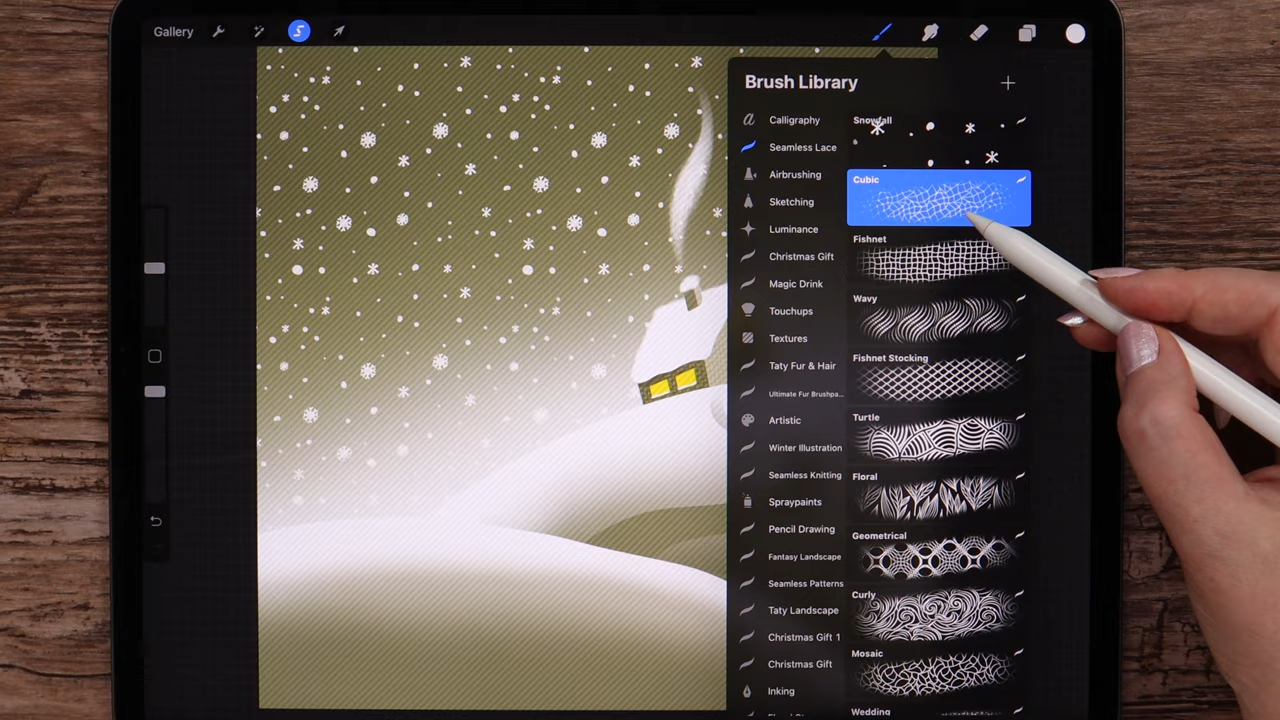 Gallery
Brush Library
Calligraphy
Seamless Lace
Airbrushing
Sketching
Luminance
Christmas Gift
Magic Drink
Touchups
Textures
Taty Fur & Hair
Ultimate Fur Brushpa...
Artistic
Winter Illustration
Seamless Knitting
Spraypaints
Pencil Drawing
Fantasy Landscape
Seamless Patterns
Taty Landscape
Christmas Gift 1
Christmas Gift
Inking
Snowfall
Cubic
Fishnet
Wavy
Fishnet Stocking
Turtle
Floral
Geometrical
Curly
Mosaic
Wedding